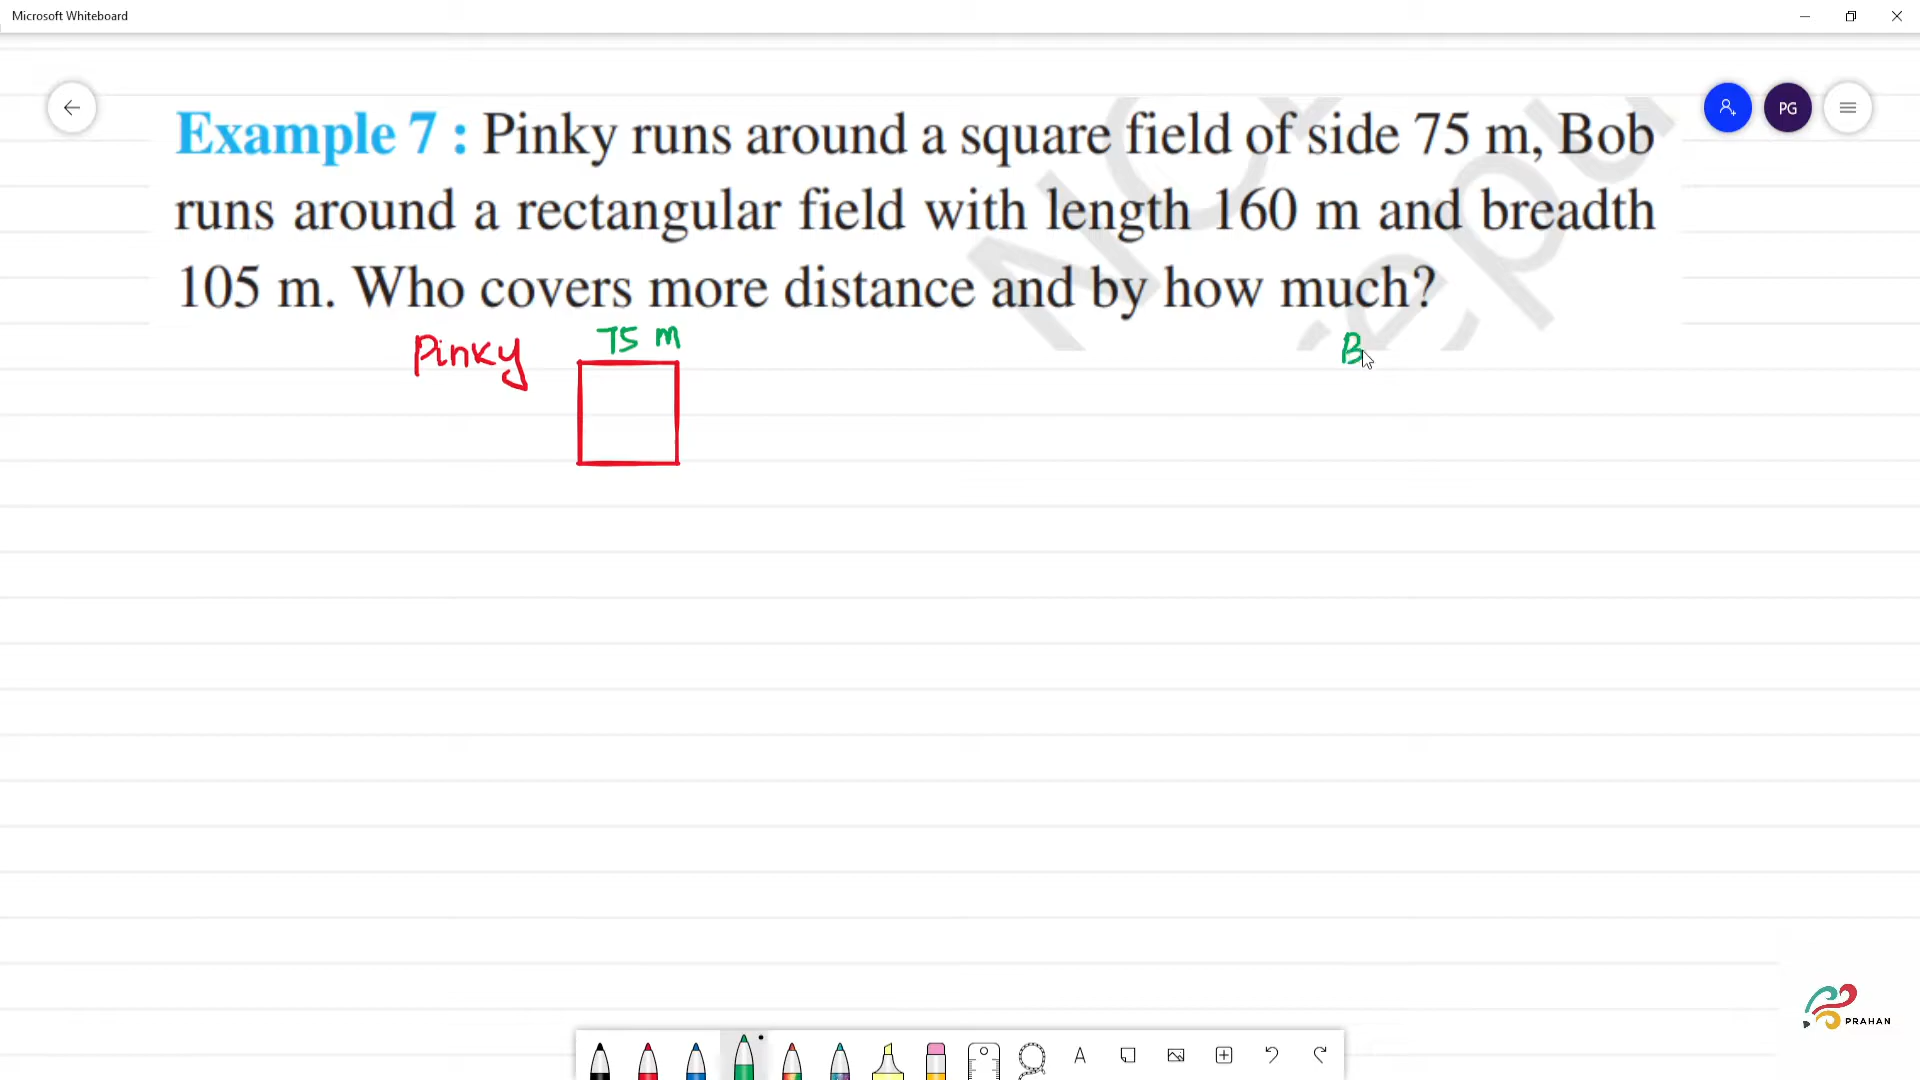 Microsoft Whiteboard
PG
Example 7 : Pinky runs around a square field of side 75 m, Bob
runs around a rectangular field with length 160 m and breadth
105 m. Who covers more distance and by how much?
Pinky
75 m
B
PRAHAN